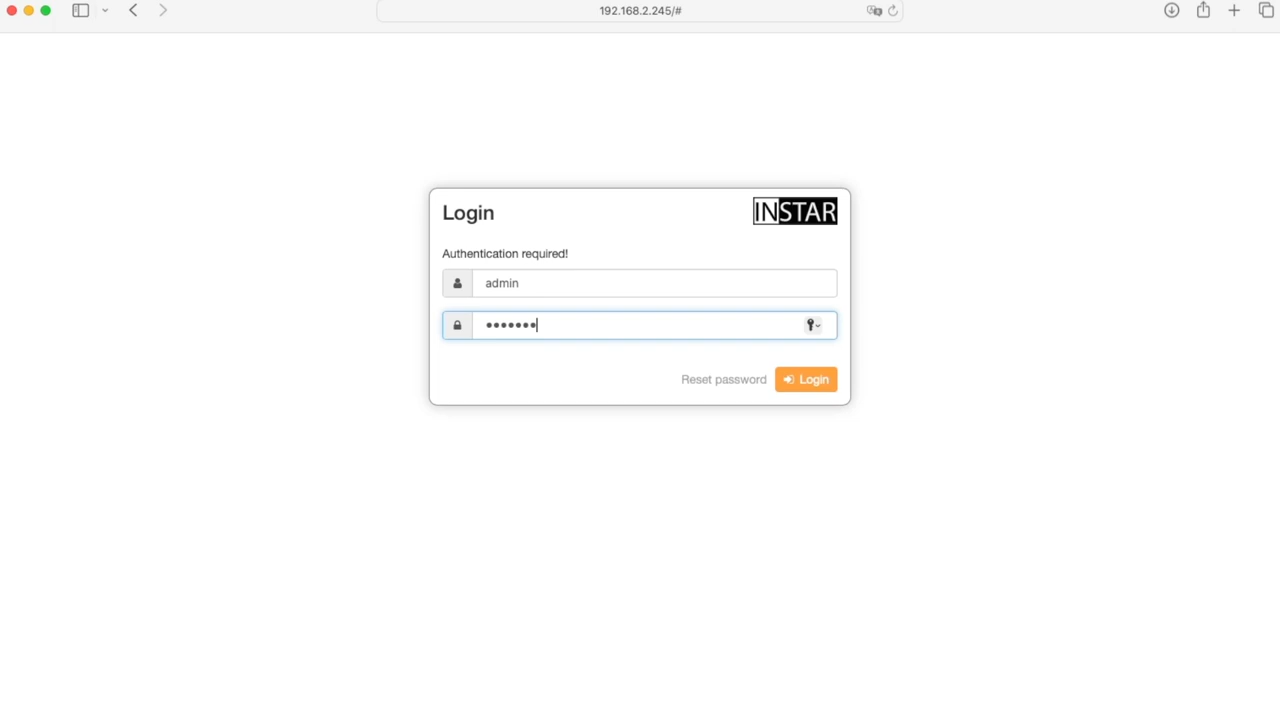 192.168.2.245/#
Login
INSTAR
Authentication required!
admin
•••••••
Reset password
Login